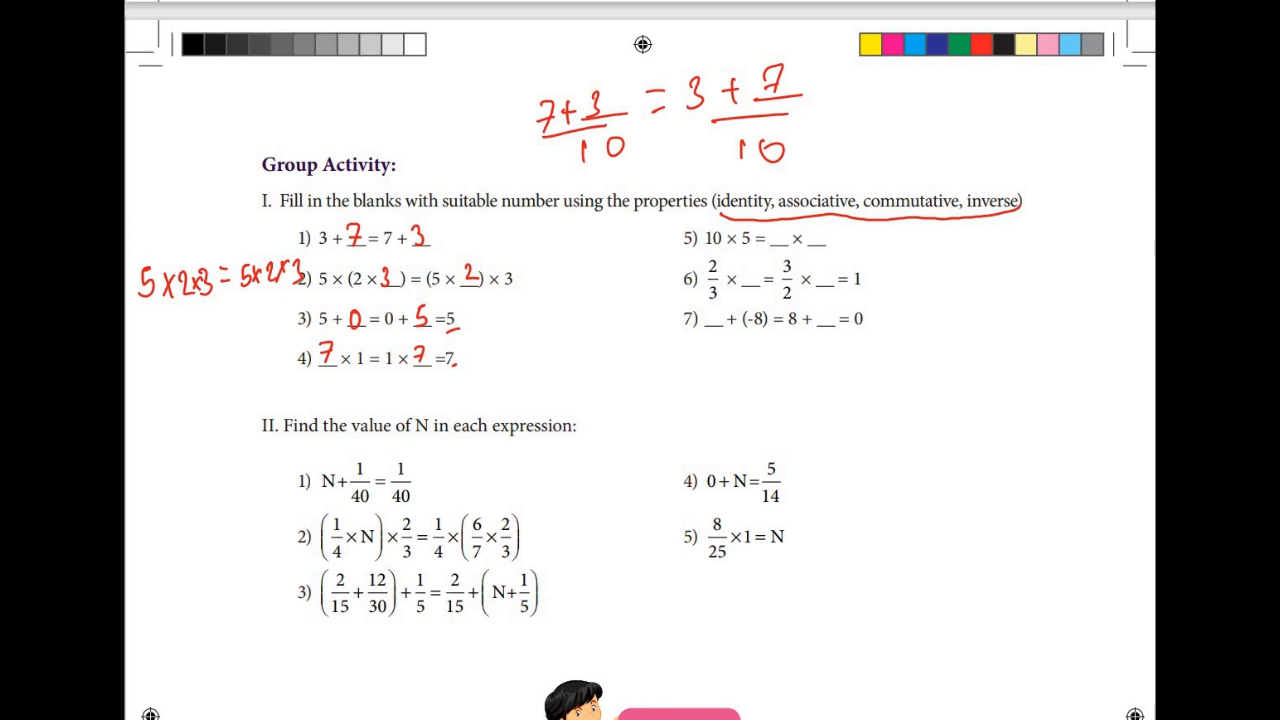 7 + 3 = 3 + 7
10 10
Group Activity:
I. Fill in the blanks with suitable number using the properties (identity, associative, commutative, inverse)
1) 3 + 7 = 7 + 3
5 × 2 × 3 = 5 × 2 × 3
2) 5 × (2 × 3 ) = (5 × 2 ) × 3
3) 5 + 0 = 0 + 5 =5
4) 7 × 1 = 1 × 7 =7.
5) 10 × 5 = __ × __
6) 2/3 × __ = 3/2 × __ = 1
7) __ + (-8) = 8 + __ = 0
II. Find the value of N in each expression:
1) N+ 1/40 = 1/40
2) (1/4 × N) × 2/3 = 1/4 × (6/7 × 2/3)
3) (2/15 + 12/30) + 1/5 = 2/15 + (N+ 1/5)
4) 0 + N= 5/14
5) 8/25 ×1 = N